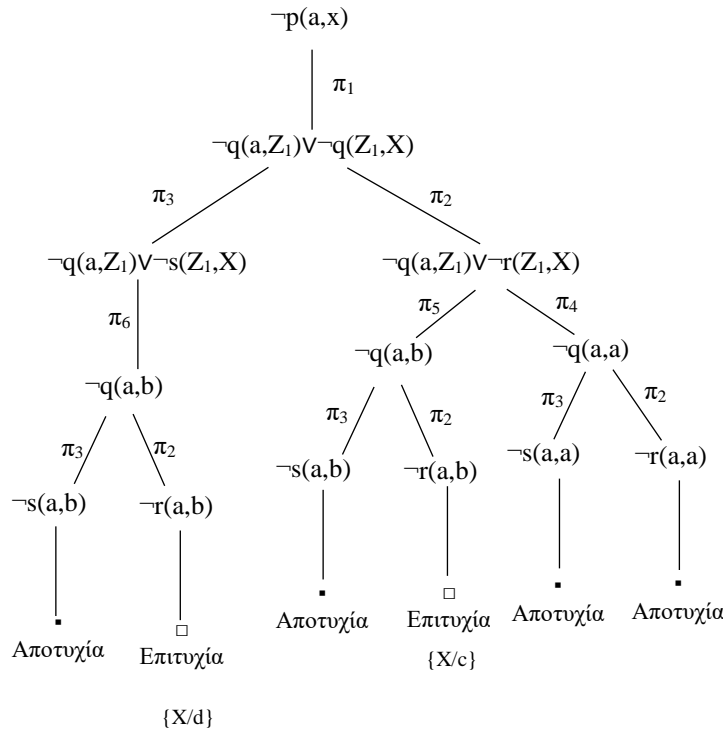 ¬p(a,x)
π₁
¬q(a,Z₁)∨¬q(Z₁,X)
π₃ π₂
¬q(a,Z₁)∨¬s(Z₁,X) ¬q(a,Z₁)∨¬r(Z₁,X)
π₆ π₅ π₄
¬q(a,b) ¬q(a,a)
¬q(a,b)
π₃ π₂ π₃ π₂
π₃ π₂
¬s(a,b) ¬r(a,b) ¬s(a,a) ¬r(a,a)
¬s(a,b) ¬r(a,b)
Αποτυχία Επιτυχία Αποτυχία Αποτυχία
Αποτυχία Επιτυχία
{X/c}
{X/d}